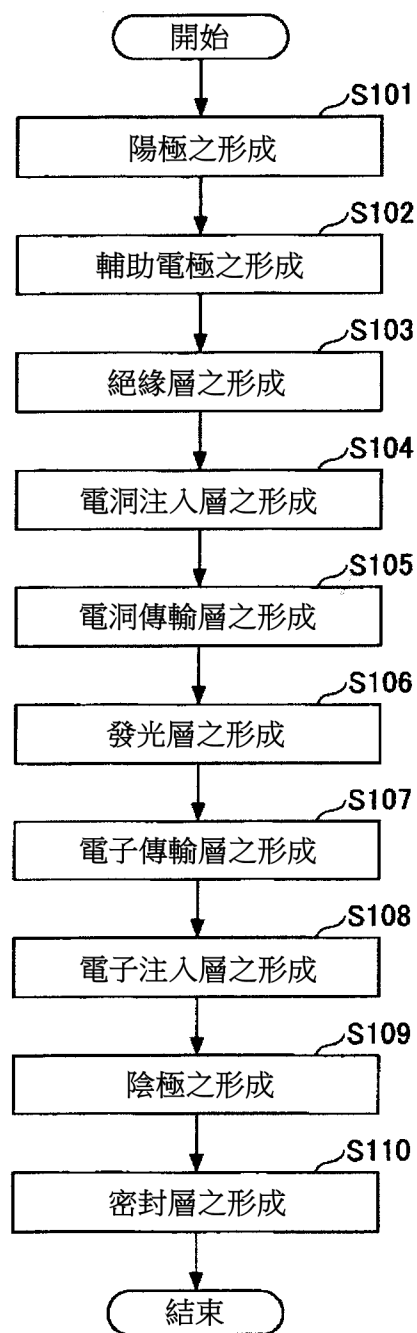 開始
S101
陽極之形成
S102
輔助電極之形成
S103
絕緣層之形成
S104
電洞注入層之形成
S105
電洞傳輸層之形成
S106
發光層之形成
S107
電子傳輸層之形成
S108
電子注入層之形成
S109
陰極之形成
S110
密封層之形成
結束